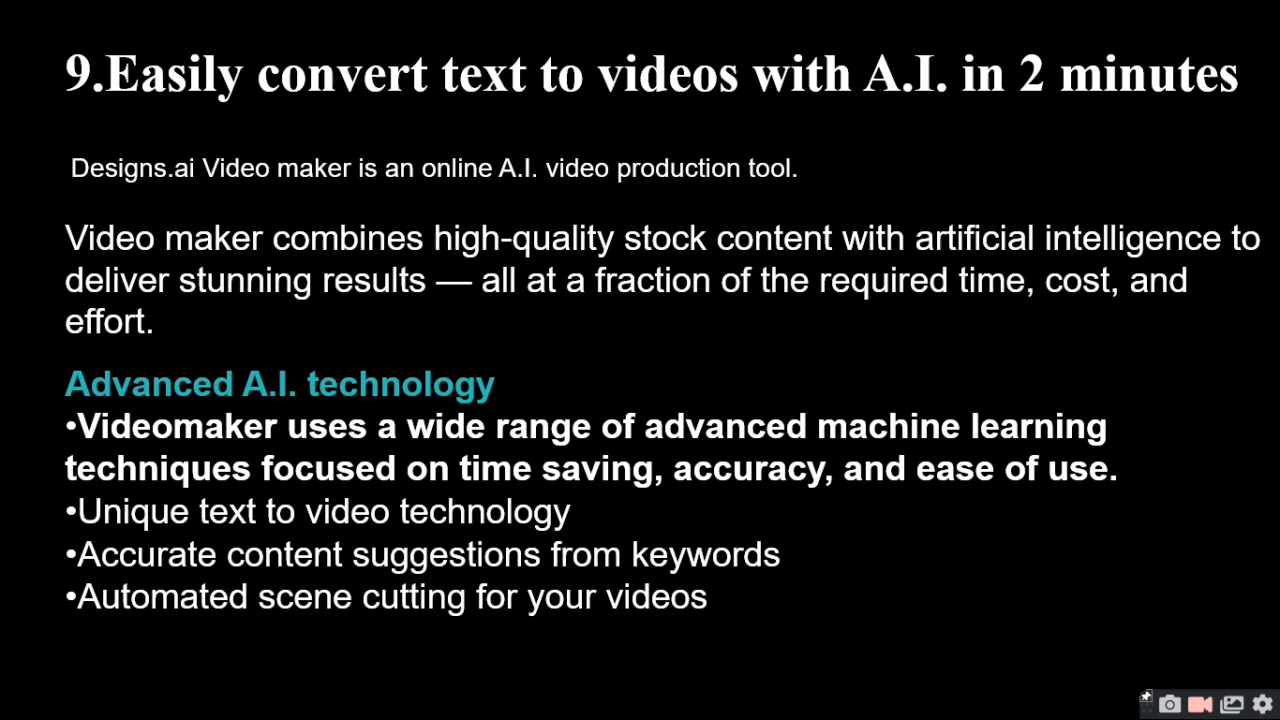 9.Easily convert text to videos with A.I. in 2 minutes
Designs.ai Video maker is an online A.I. video production tool.
Video maker combines high-quality stock content with artificial intelligence to
deliver stunning results — all at a fraction of the required time, cost, and
effort.
Advanced A.I. technology
•Videomaker uses a wide range of advanced machine learning
techniques focused on time saving, accuracy, and ease of use.
•Unique text to video technology
•Accurate content suggestions from keywords
•Automated scene cutting for your videos